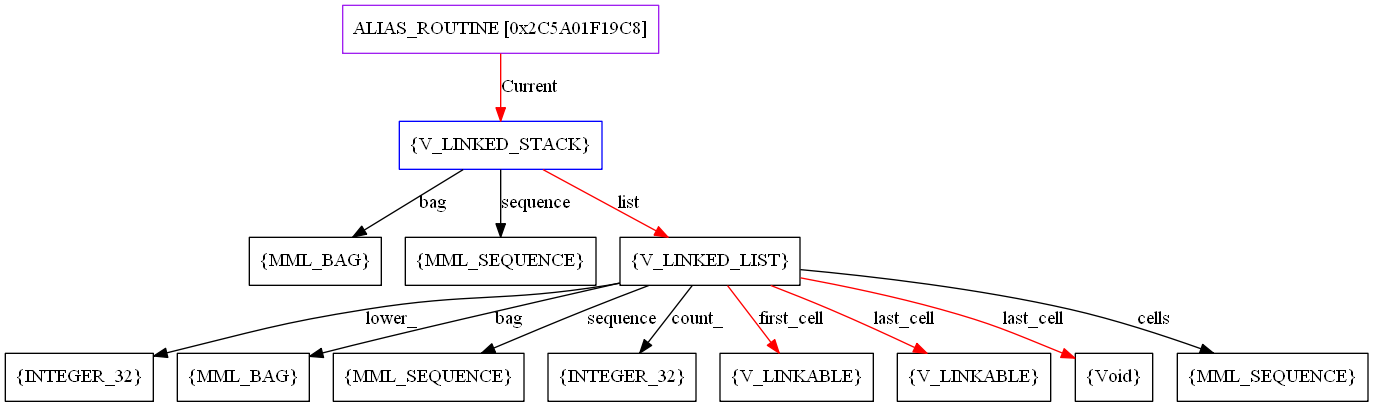 ALIAS_ROUTINE [0x2C5A01F19C8]
Current
{V_LINKED_STACK}
bag
sequence
list
{MML_BAG}
{MML_SEQUENCE}
{V_LINKED_LIST}
lower_
bag
sequence
count_
first_cell
last_cell
last_cell
cells
{INTEGER_32}
{MML_BAG}
{MML_SEQUENCE}
{INTEGER_32}
{V_LINKABLE}
{V_LINKABLE}
{Void}
{MML_SEQUENCE}